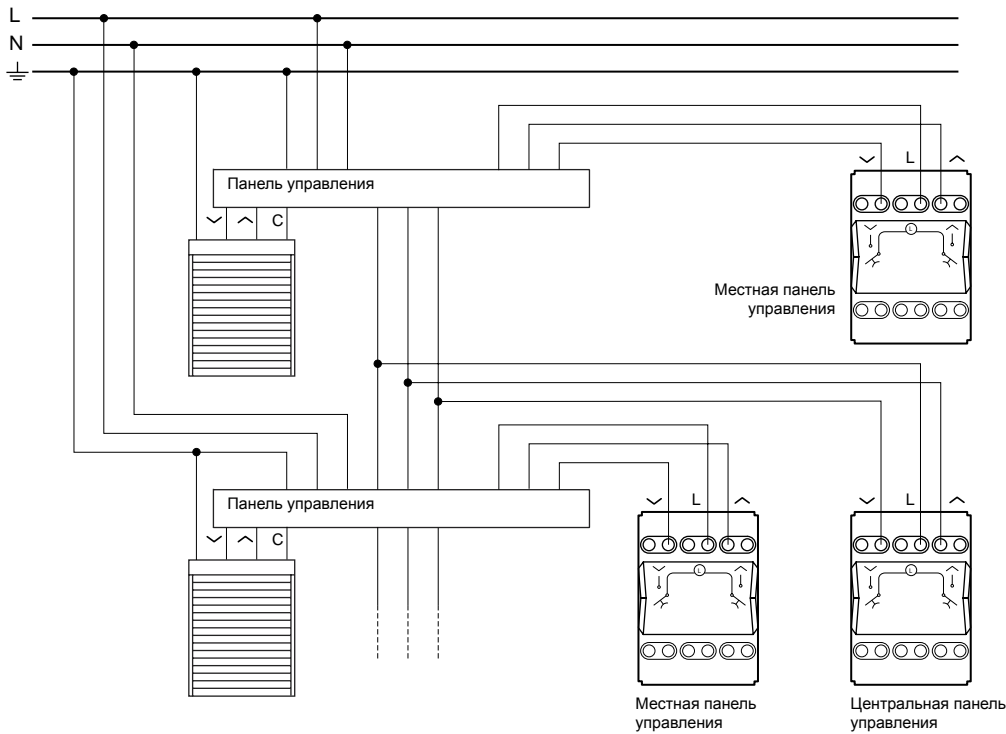 L
N
L
Панель управления
C
L
Местная панель
управления
Панель управления
C
L
L
L
L
Местная панель
управления
Центральная панель
управления